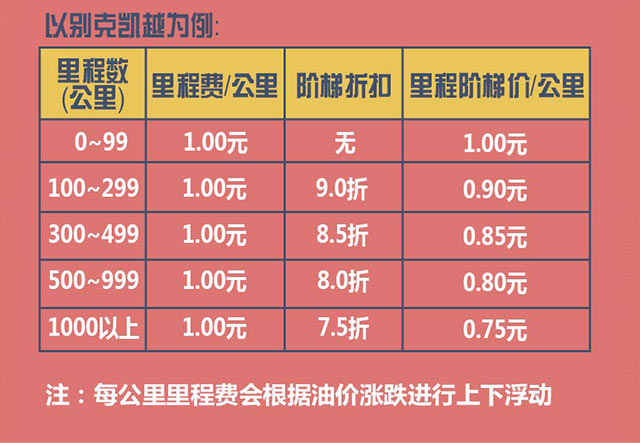 以别克凯越为例:
里程数
(公里) 里程费/公里 阶梯折扣 里程阶梯价/公里
0~99 1.00元 无 1.00元
100~299 1.00元 9.0折 0.90元
300~499 1.00元 8.5折 0.85元
500~999 1.00元 8.0折 0.80元
1000以上 1.00元 7.5折 0.75元
注：每公里里程费会根据油价涨跌进行上下浮动